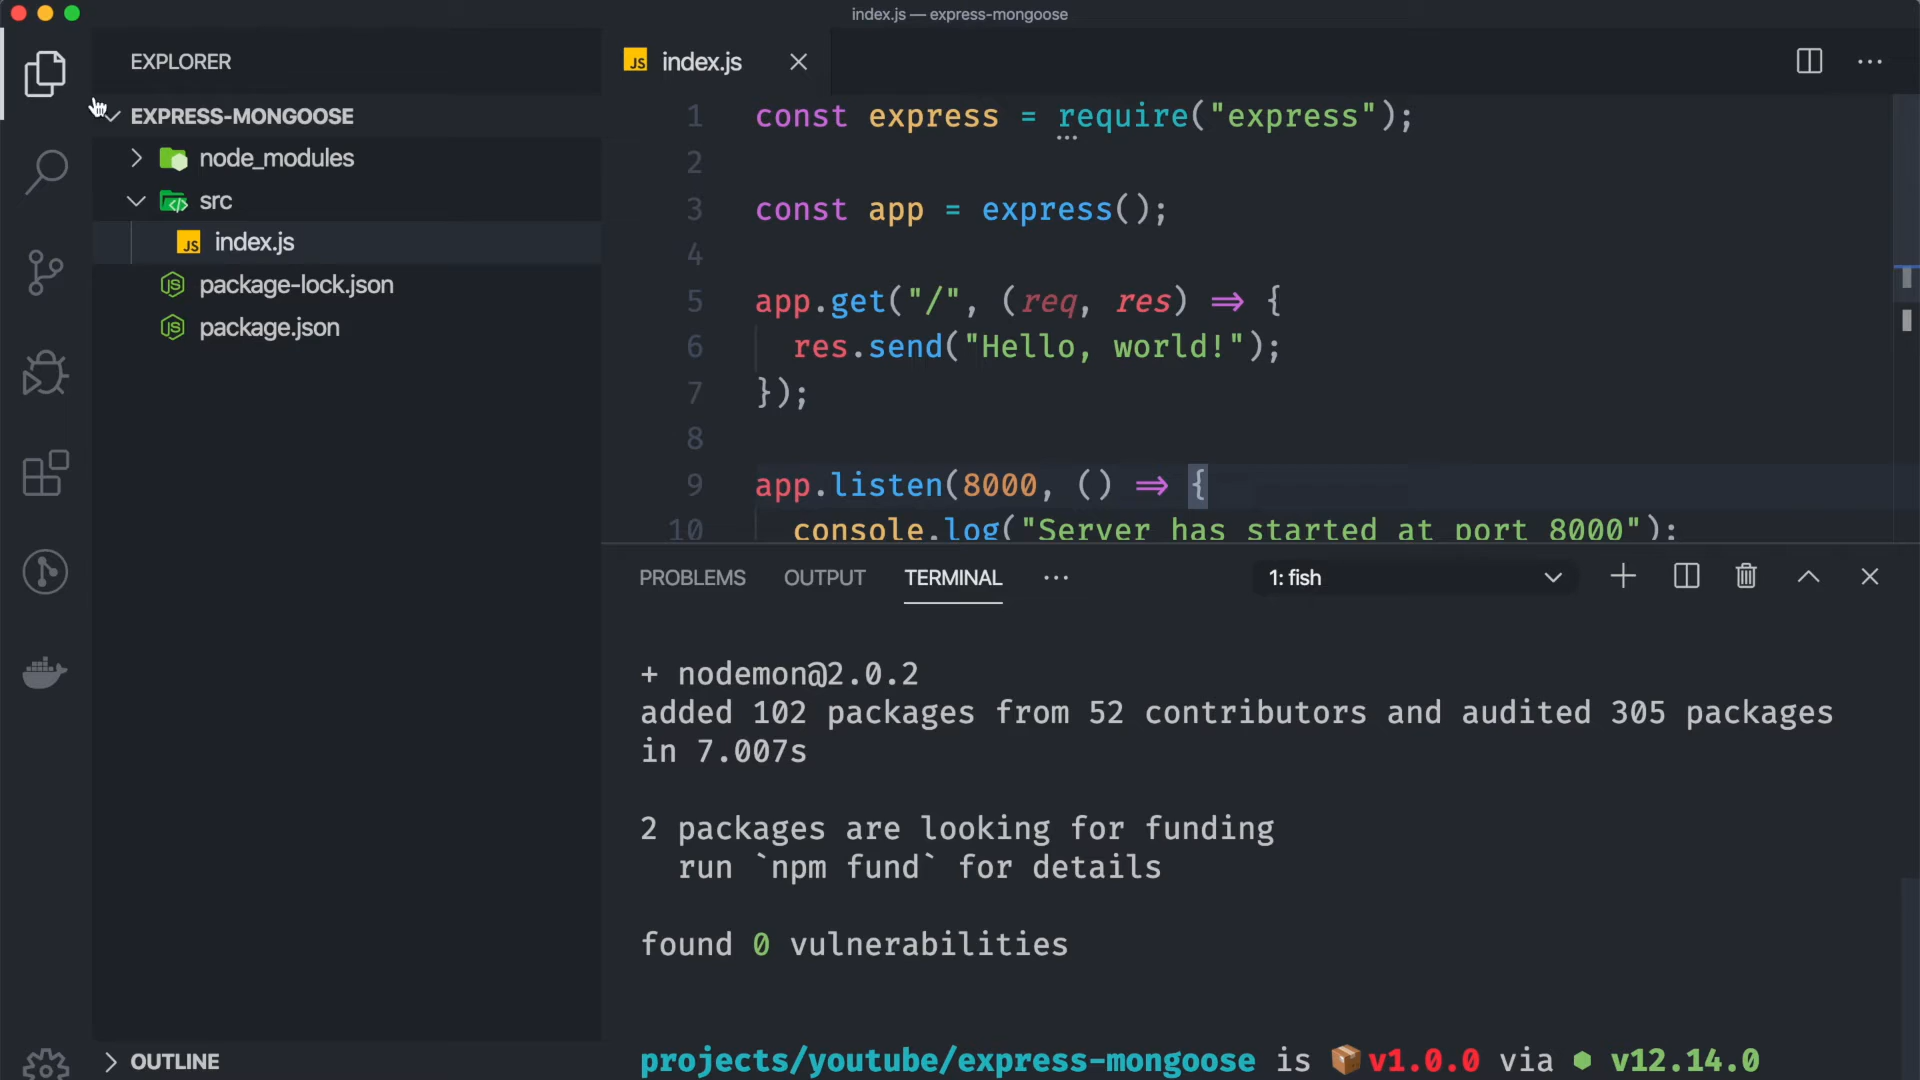 index.js — express-mongoose
EXPLORER
EXPRESS-MONGOOSE
node_modules
src
JS index.js
package-lock.json
package.json
OUTLINE
JS index.js
1 const express = require("express");
2
3 const app = express();
4
5 app.get("/", (req, res) => {
6 res.send("Hello, world!");
7 });
8
9 app.listen(8000, () => {
10 console.log("Server has started at port 8000");
PROBLEMS OUTPUT TERMINAL ··· 1: fish
+ nodemon@2.0.2
added 102 packages from 52 contributors and audited 305 packages
in 7.007s
2 packages are looking for funding
run `npm fund` for details
found 0 vulnerabilities
projects/youtube/express-mongoose is 📦v1.0.0 via ⬢ v12.14.0